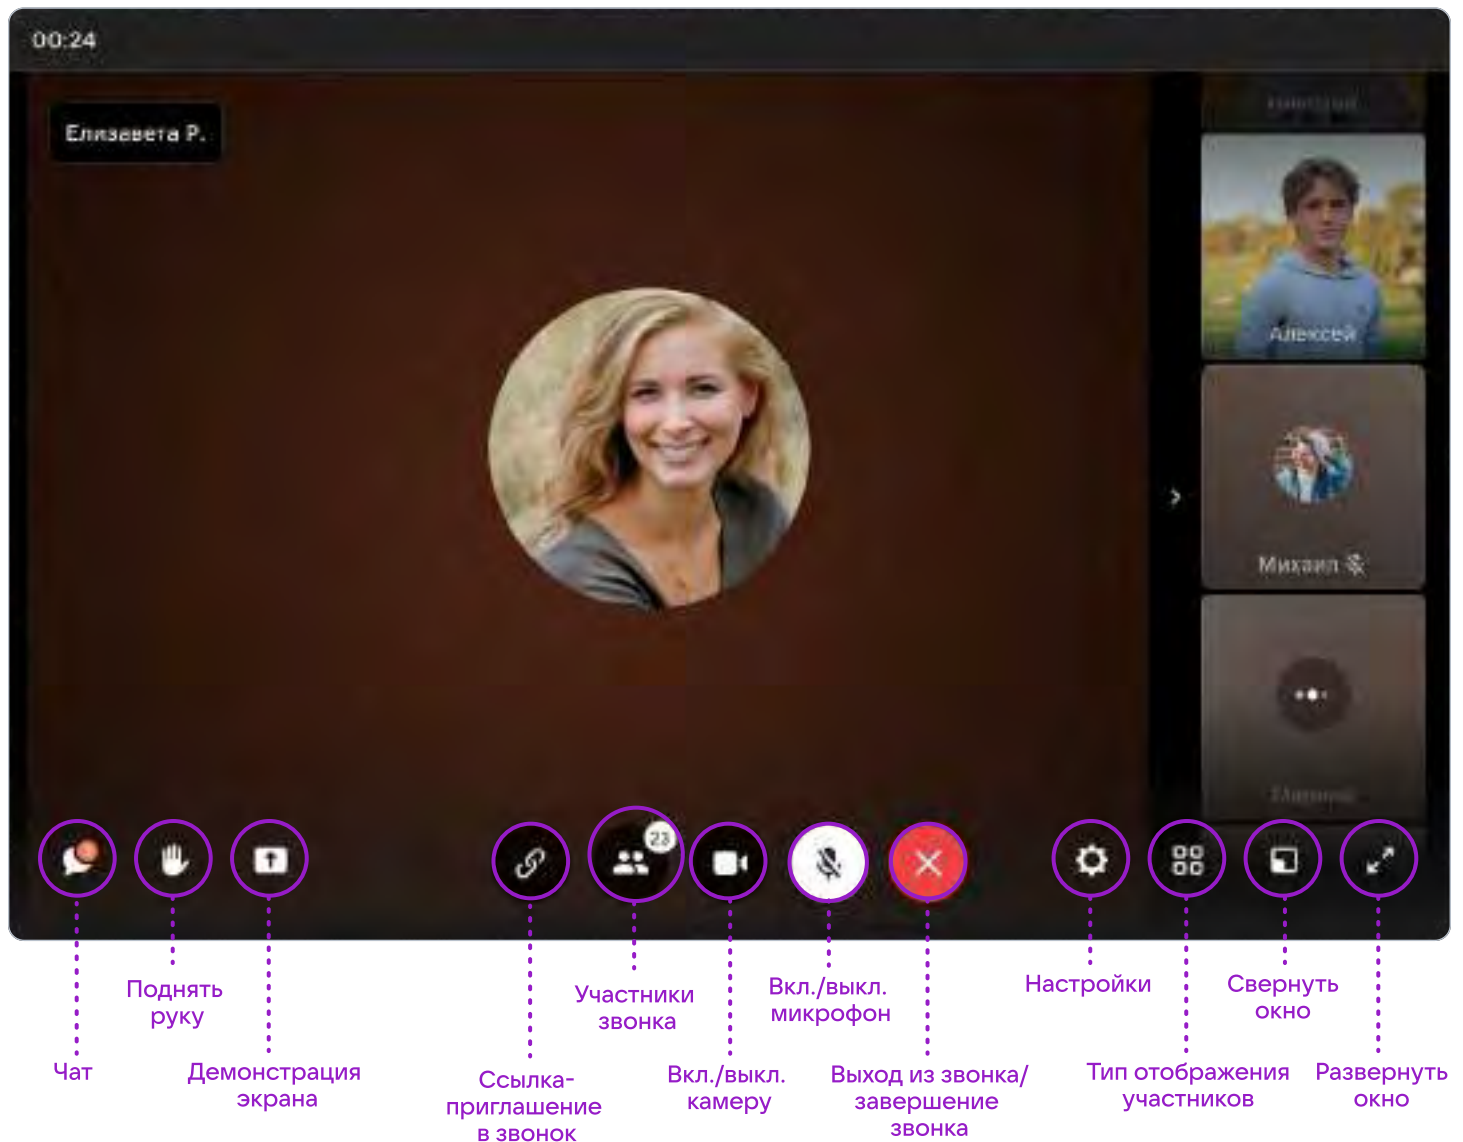 00:24
Елизавета Р.
Алексей
Михаил
23
Поднять
руку
Чат
Демонстрация
экрана
Участники
звонка
Вкл./выкл.
микрофон
Ссылка-
приглашение
в звонок
Вкл./выкл.
камеру
Выход из звонка/
завершение
звонка
Настройки
Свернуть
окно
Тип отображения
участников
Развернуть
окно